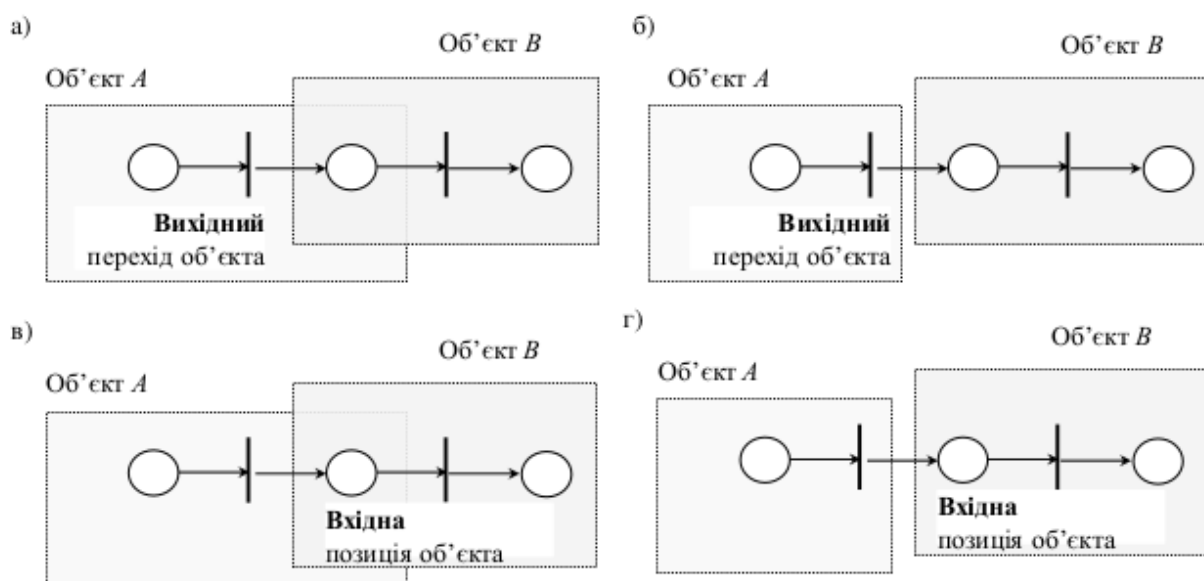 а)
Об’єкт B
Об’єкт A
Вихідний
перехід об’єкта
б)
Об’єкт B
Об’єкт A
Вихідний
перехід об’єкта
в)
Об’єкт B
Об’єкт A
Вхідна
позиція об’єкта
г)
Об’єкт B
Об’єкт A
Вхідна
позиція об’єкта